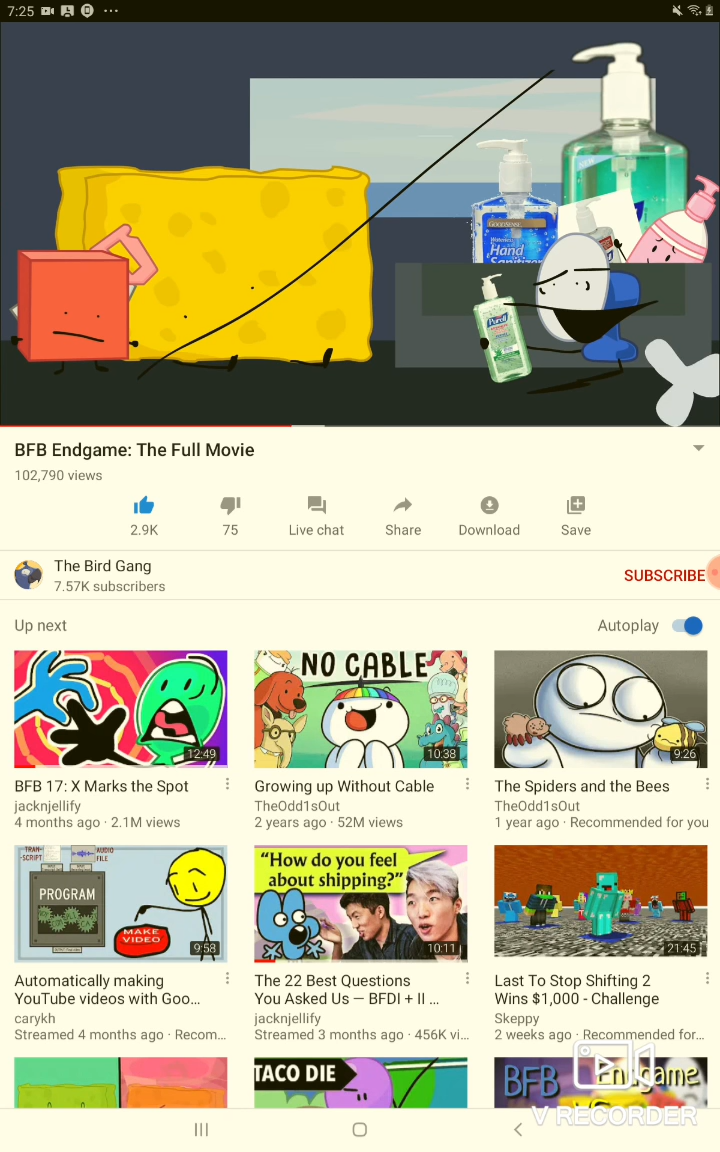 7:25
NEW
GOODSENSE
Waterless
Hand
Sanitizer
Purell
BFB Endgame: The Full Movie
102,790 views
2.9K
75
Live chat
Share
Download
Save
The Bird Gang
7.57K subscribers
SUBSCRIBE
Up next
Autoplay
12:49
NO CABLE
10:38
9:26
BFB 17: X Marks the Spot
Growing up Without Cable
The Spiders and the Bees
jacknjellify
TheOdd1sOut
TheOdd1sOut
4 months ago · 2.1M views
2 years ago · 52M views
1 year ago · Recommended for you
TRAN-
SCRIPT
AUDIO
FILE
PROGRAM
MAKE
VIDEO
9:58
“How do you feel
about shipping?”
10:11
21:45
Automatically making
YouTube videos with Goo...
The 22 Best Questions
You Asked Us — BFDI + II ...
Last To Stop Shifting 2
Wins $1,000 - Challenge
carykh
jacknjellify
Skeppy
Streamed 4 months ago · Recom...
Streamed 3 months ago · 456K vi...
2 weeks ago · Recommended for...
TACO DIE
BFB Endgame
V RECORDER